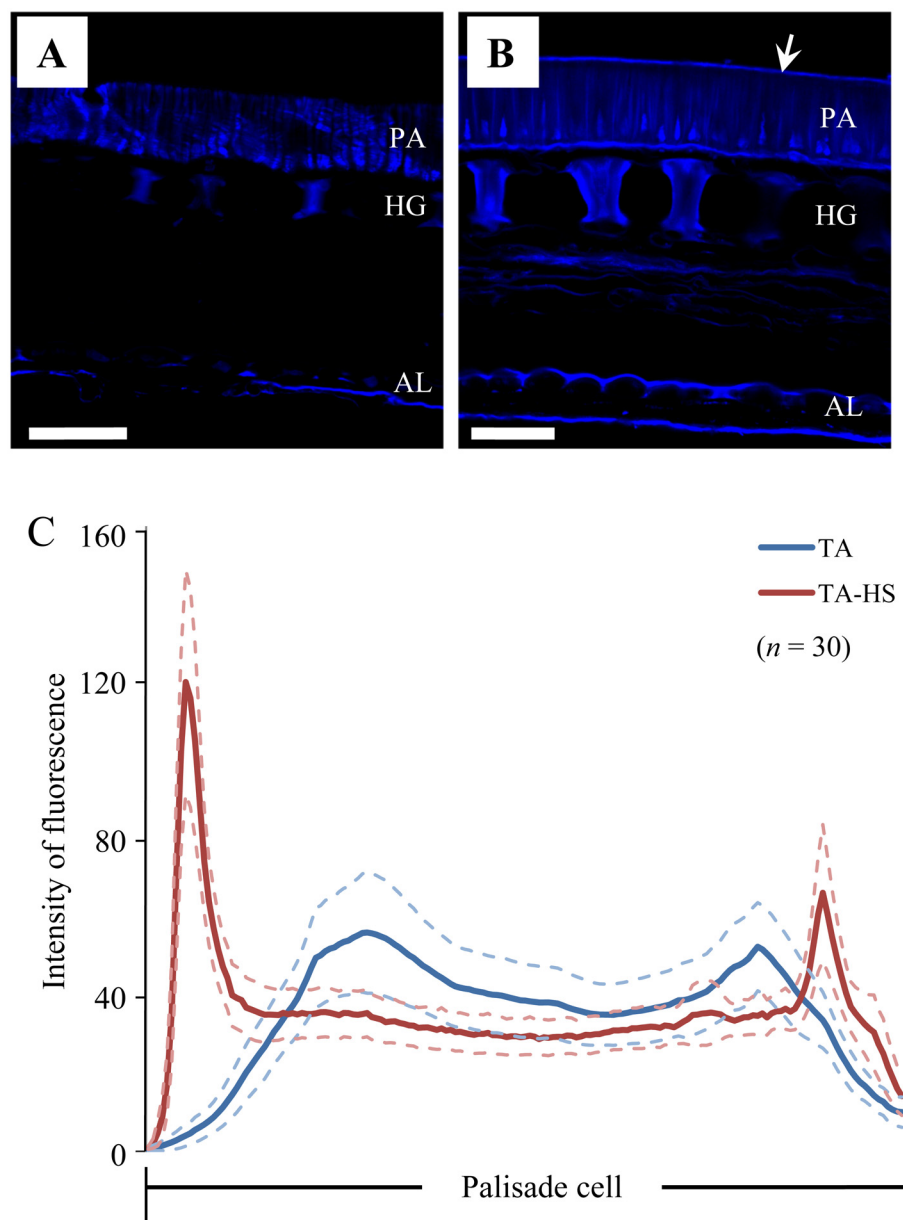 A
PA
HG
AL
B
PA
HG
AL
C
160
120
80
40
0
Intensity of fluorescence
TA
TA-HS
(n = 30)
Palisade cell